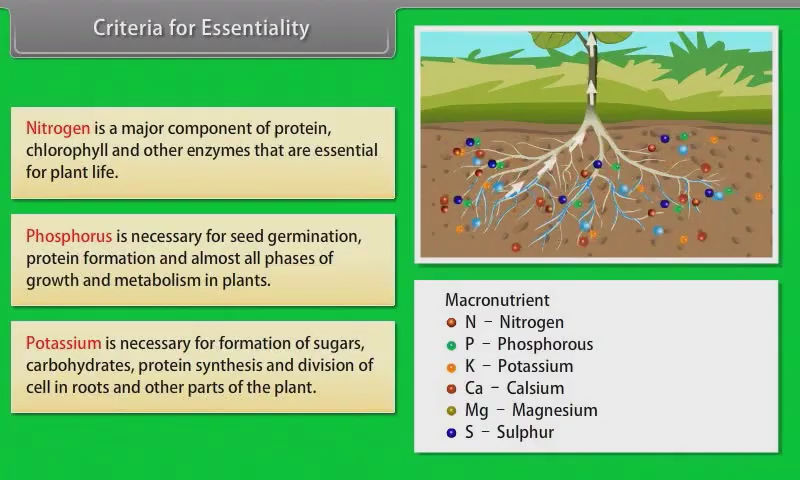 Criteria for Essentiality
Nitrogen is a major component of protein,
chlorophyll and other enzymes that are essential
for plant life.
Phosphorus is necessary for seed germination,
protein formation and almost all phases of
growth and metabolism in plants.
Potassium is necessary for formation of sugars,
carbohydrates, protein synthesis and division of
cell in roots and other parts of the plant.
Macronutrient
N – Nitrogen
P – Phosphorous
K – Potassium
Ca – Calsium
Mg – Magnesium
S – Sulphur